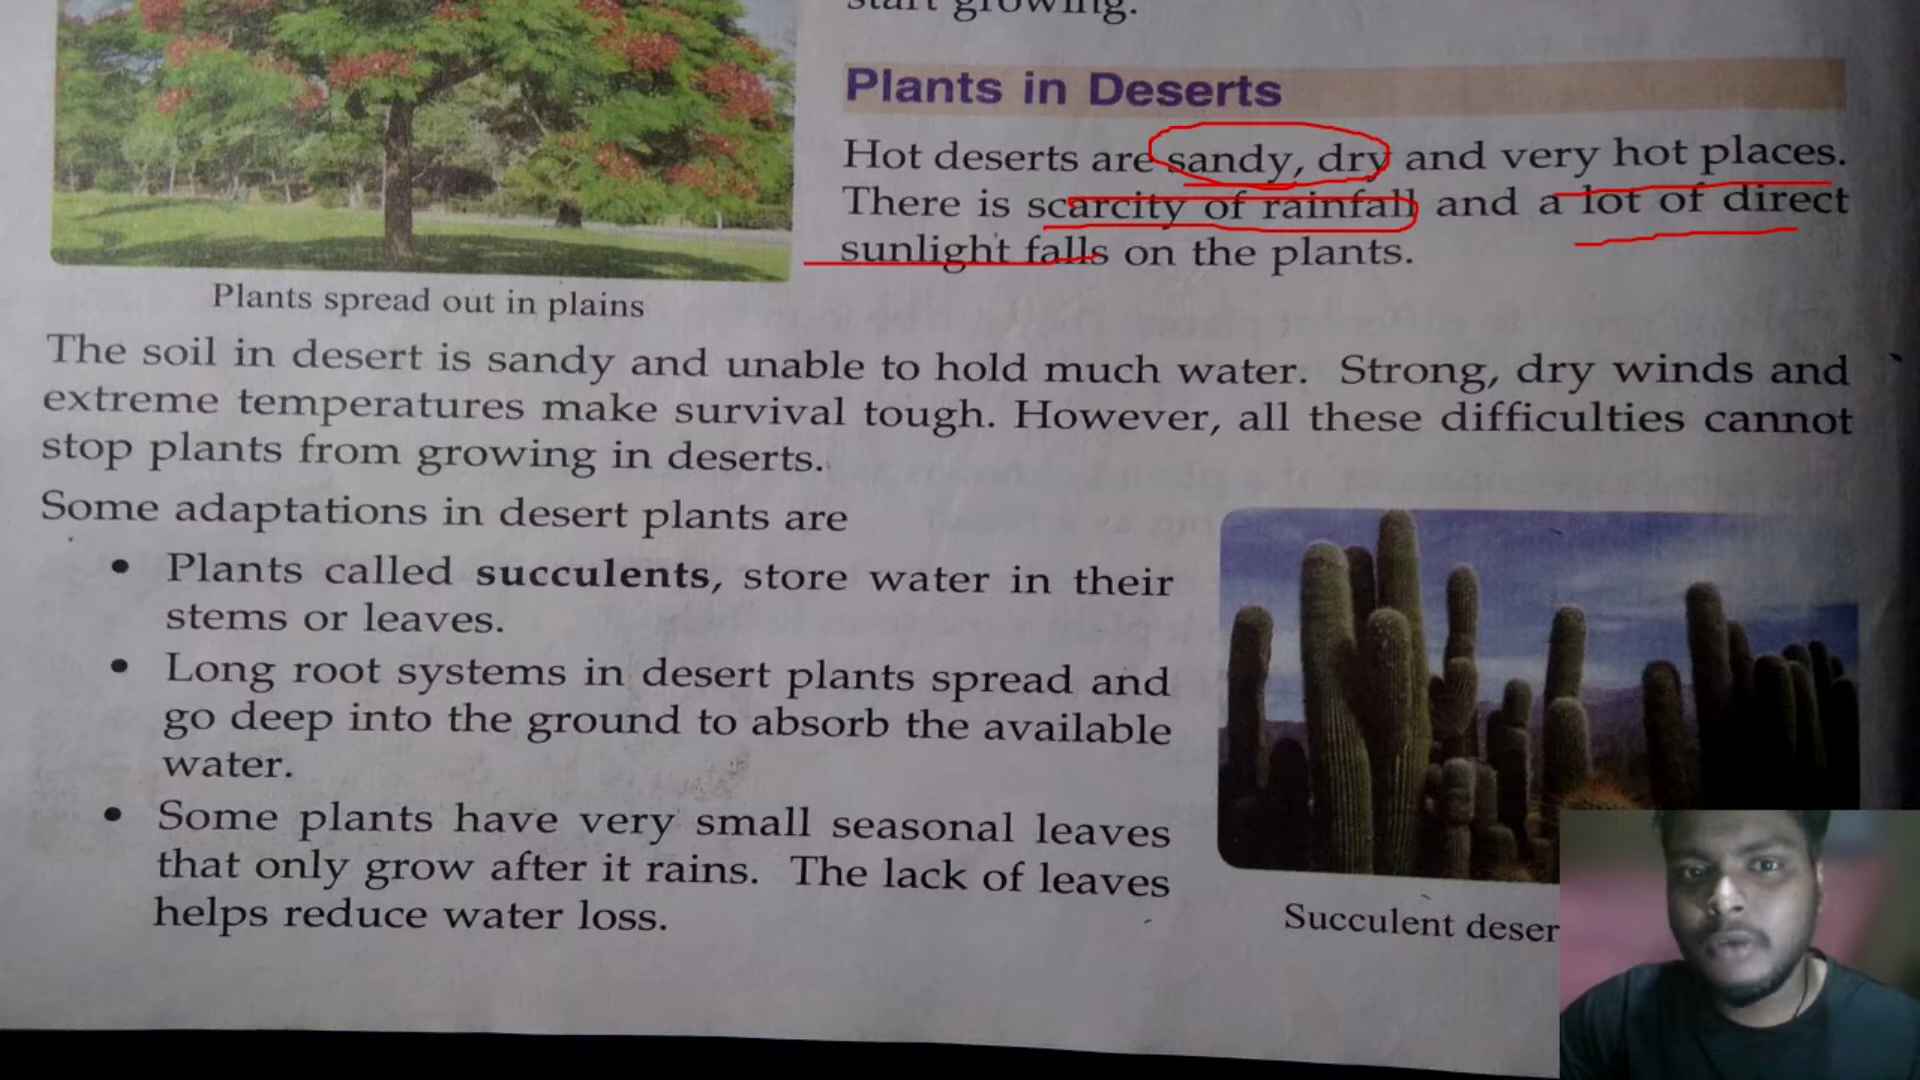 start growing.
Plants in Deserts
Hot deserts are sandy, dry and very hot places.
There is scarcity of rainfall and a lot of direct
sunlight falls on the plants.
Plants spread out in plains
The soil in desert is sandy and unable to hold much water. Strong, dry winds and
extreme temperatures make survival tough. However, all these difficulties cannot
stop plants from growing in deserts.
Some adaptations in desert plants are
• Plants called succulents, store water in their
stems or leaves.
• Long root systems in desert plants spread and
go deep into the ground to absorb the available
water.
• Some plants have very small seasonal leaves
that only grow after it rains. The lack of leaves
helps reduce water loss.
Succulent deser